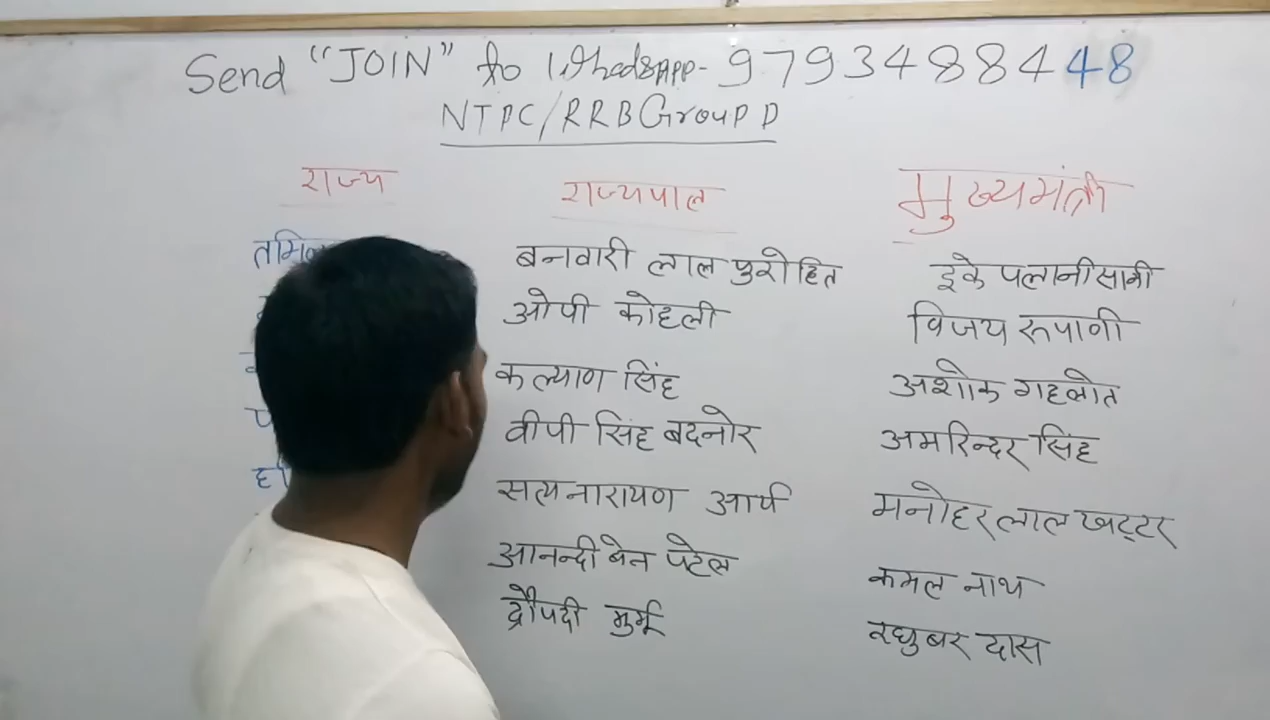 Send "JOIN" to Whadsapp- 9793488448
NTPC/RRB GrouP D
राज्य राज्यपाल मुख्यमंत्री
बनवारी लाल पुरोहित इके पलानीसामी
ओपी कोहली विजय रूपाणी
कल्याण सिंह अशोक गहलोत
वीपी सिंह बदनोर अमरिन्दर सिंह
सत्यनारायण आर्य मनोहर लाल खट्टर
आनन्दी बेन पटेल कमल नाथ
द्रौपदी मुर्मू रघुबर दास